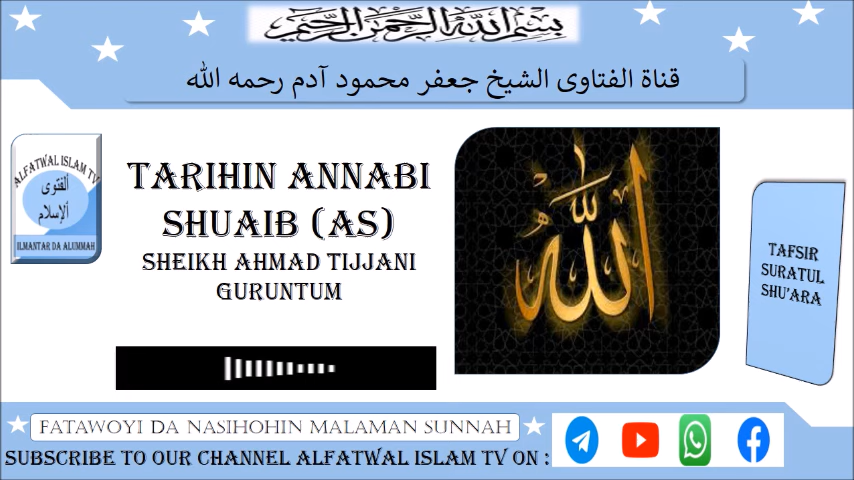 بسم الله الرحمن الرحيم
قناة الفتاوى الشيخ جعفر محمود آدم رحمه الله
ALFATWAL ISLAM TV
ألفتوى
ألإسلام
ILMANTAR DA ALUMMAH
TARIHIN ANNABI
SHUAIB (AS)
SHEIKH AHMAD TIJJANI
GURUNTUM
الله
TAFSIR
SURATUL
SHU'ARA
FATAWOYI DA NASIHOHIN MALAMAN SUNNAH
SUBSCRIBE TO OUR CHANNEL ALFATWAL ISLAM TV ON :